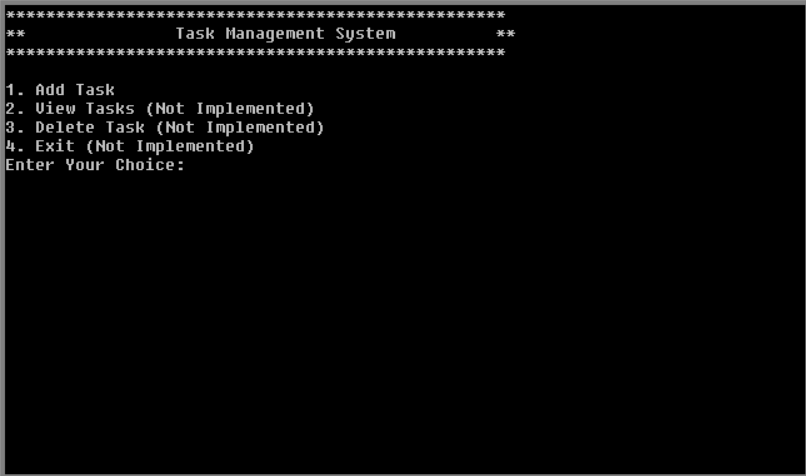 **************************************************
**               Task Management System          **
**************************************************
1. Add Task
2. View Tasks (Not Implemented)
3. Delete Task (Not Implemented)
4. Exit (Not Implemented)
Enter Your Choice: